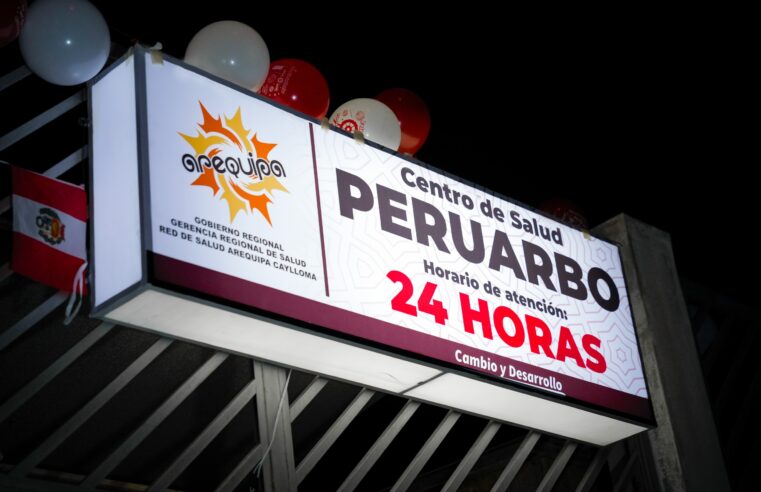 arequipa
GOBIERNO REGIONAL
GERENCIA REGIONAL DE SALUD
RED DE SALUD AREQUIPA CAYLLOMA
Centro de Salud
PERUARBO
Horario de atención:
24 HORAS
Cambio y Desarrollo